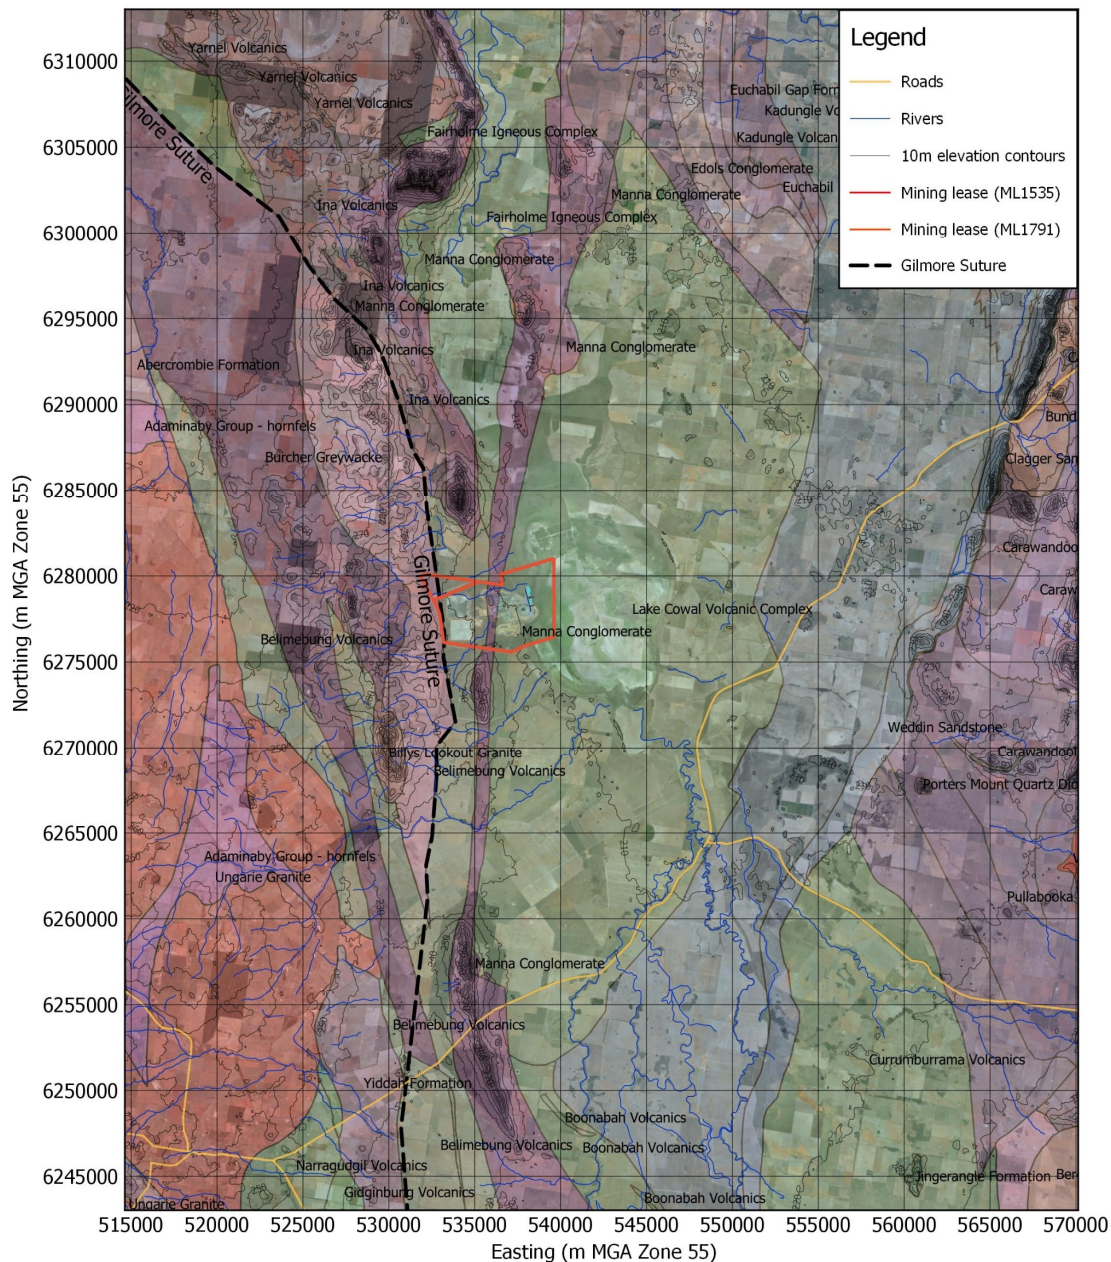 Legend
Roads
Rivers
10m elevation contours
Mining lease (ML1535)
Mining lease (ML1791)
Gilmore Suture
Northing (m MGA Zone 55)
6310000
6305000
6300000
6295000
6290000
6285000
6280000
6275000
6270000
6265000
6260000
6255000
6250000
6245000
Yarnel Volcanics
Yarnel Volcanics
Yarnel Volcanics
Gilmore Suture
Euchabil Gap Form
Kadungle Vo
Fairholme Igneous Complex
Kadungle Volcan
Edols Conglomerate
Euchabil
Manna Conglomerate
Ina Volcanics
Fairholme Igneous Complex
Manna Conglomerate
Ina Volcanics
Manna Conglomerate
Ina Volcanics
Manna Conglomerate
Abercrombie Formation
Ina Volcanics
Adaminaby Group - hornfels
Bund
Burcher Greywacke
Clagger San
Carawandoo
Gilmore Suture
Caraw
Lake Cowal Volcanic Complex
Manna Conglomerate
Belimebung Volcanics
Weddin Sandstone
Billys Lookout Granite
Carawandool
Belimebung Volcanics
Porters Mount Quartz Dio
Adaminaby Group - hornfels
Ungarie Granite
Pullabooka
Manna Conglomerate
Belimebung Volcanics
Currumburrama Volcanics
Yiddah Formation
Boonabah Volcanics
Belimebung Volcanics
Boonabah Volcanics
Narragudgil Volcanics
Jingerangle Formation
Ber
Gidginbung Volcanics
Boonabah Volcanics
Ungarie Granite
515000 520000 525000 530000 535000 540000 545000 550000 555000 560000 565000 570000
Easting (m MGA Zone 55)